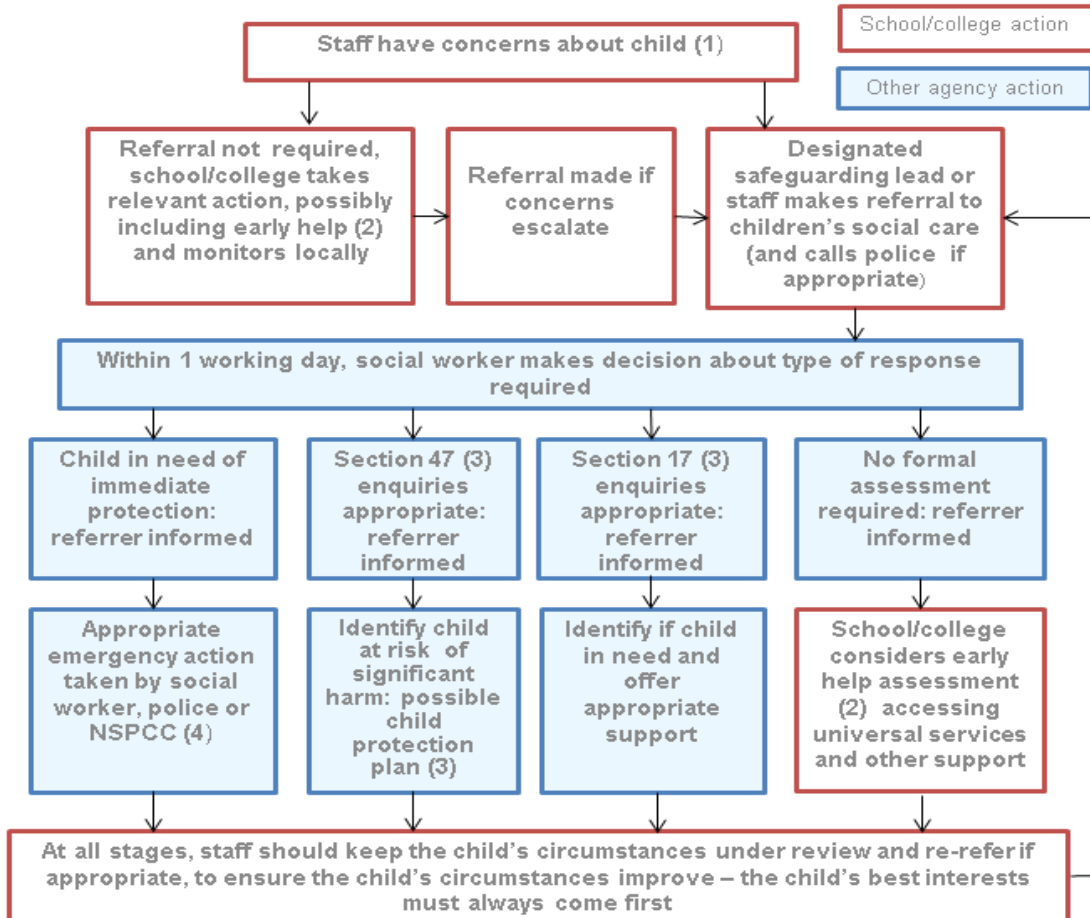 School/college action
Staff have concerns about child (1)
Other agency action
Referral not required,
school/college takes
relevant action, possibly
including early help (2)
and monitors locally
Referral made if
concerns
escalate
Designated
safeguarding lead or
staff makes referral to
children’s social care
(and calls police if
appropriate)
Within 1 working day, social worker makes decision about type of response
required
Child in need of
immediate
protection:
referrer informed
Section 47 (3)
enquiries
appropriate:
referrer
informed
Section 17 (3)
enquiries
appropriate:
referrer
informed
No formal
assessment
required: referrer
informed
Appropriate
emergency action
taken by social
worker, police or
NSPCC (4)
Identify child
at risk of
significant
harm: possible
child
protection
plan (3)
Identify if child
in need and
offer
appropriate
support
School/college
considers early
help assessment
(2) accessing
universal services
and other support
At all stages, staff should keep the child’s circumstances under review and re-refer if
appropriate, to ensure the child’s circumstances improve – the child’s best interests
must always come first